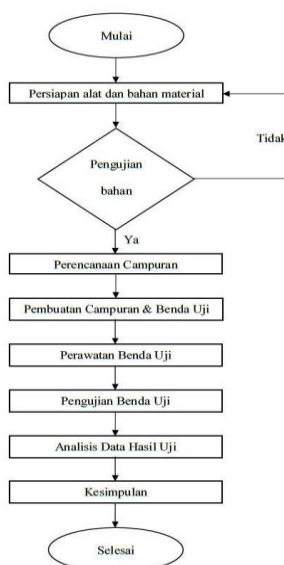 Mulai
Persiapan alat dan bahan material
Pengujian
bahan
Tidak
Ya
Perencanaan Campuran
Pembuatan Campuran & Benda Uji
Perawatan Benda Uji
Pengujian Benda Uji
Analisis Data Hasil Uji
Kesimpulan
Selesai